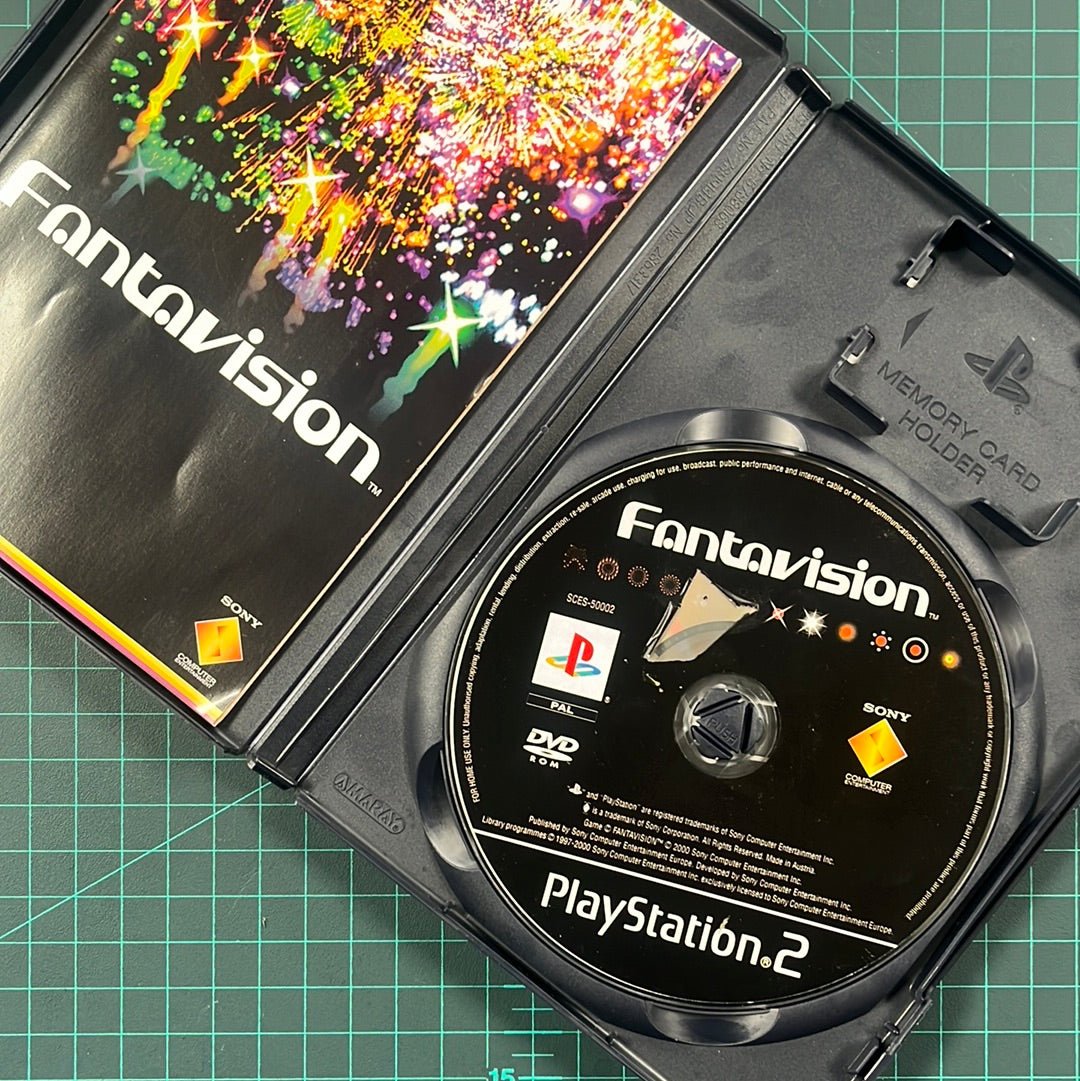 Fantavision™
SONY
COMPUTER
ENTERTAINMENT
MEMORY CARD
HOLDER
AMARAY
FOR HOME USE ONLY. Unauthorised copying, adaptation, rental, lending, distribution, extraction, re-sale, arcade use, charging for use, broadcast, public performance and internet, cable or any telecommunications transmission, access or use of this product or any trademark or copyright work that forms part of this product are prohibited
Fantavision™
SCES-50002
PAL
DVD
ROM
PUSH
SONY
COMPUTER
ENTERTAINMENT
and "PlayStation" are registered trademarks of Sony Computer Entertainment Inc.
is a trademark of Sony Corporation. All Rights Reserved. Made in Austria.
Game © FANTAVISION™ © 2000 Sony Computer Entertainment Inc.
Published by Sony Computer Entertainment Europe. Developed by Sony Computer Entertainment Inc.
Library programmes © 1997-2000 Sony Computer Entertainment Inc. exclusively licensed to Sony Computer Entertainment Europe.
PlayStation®2
15